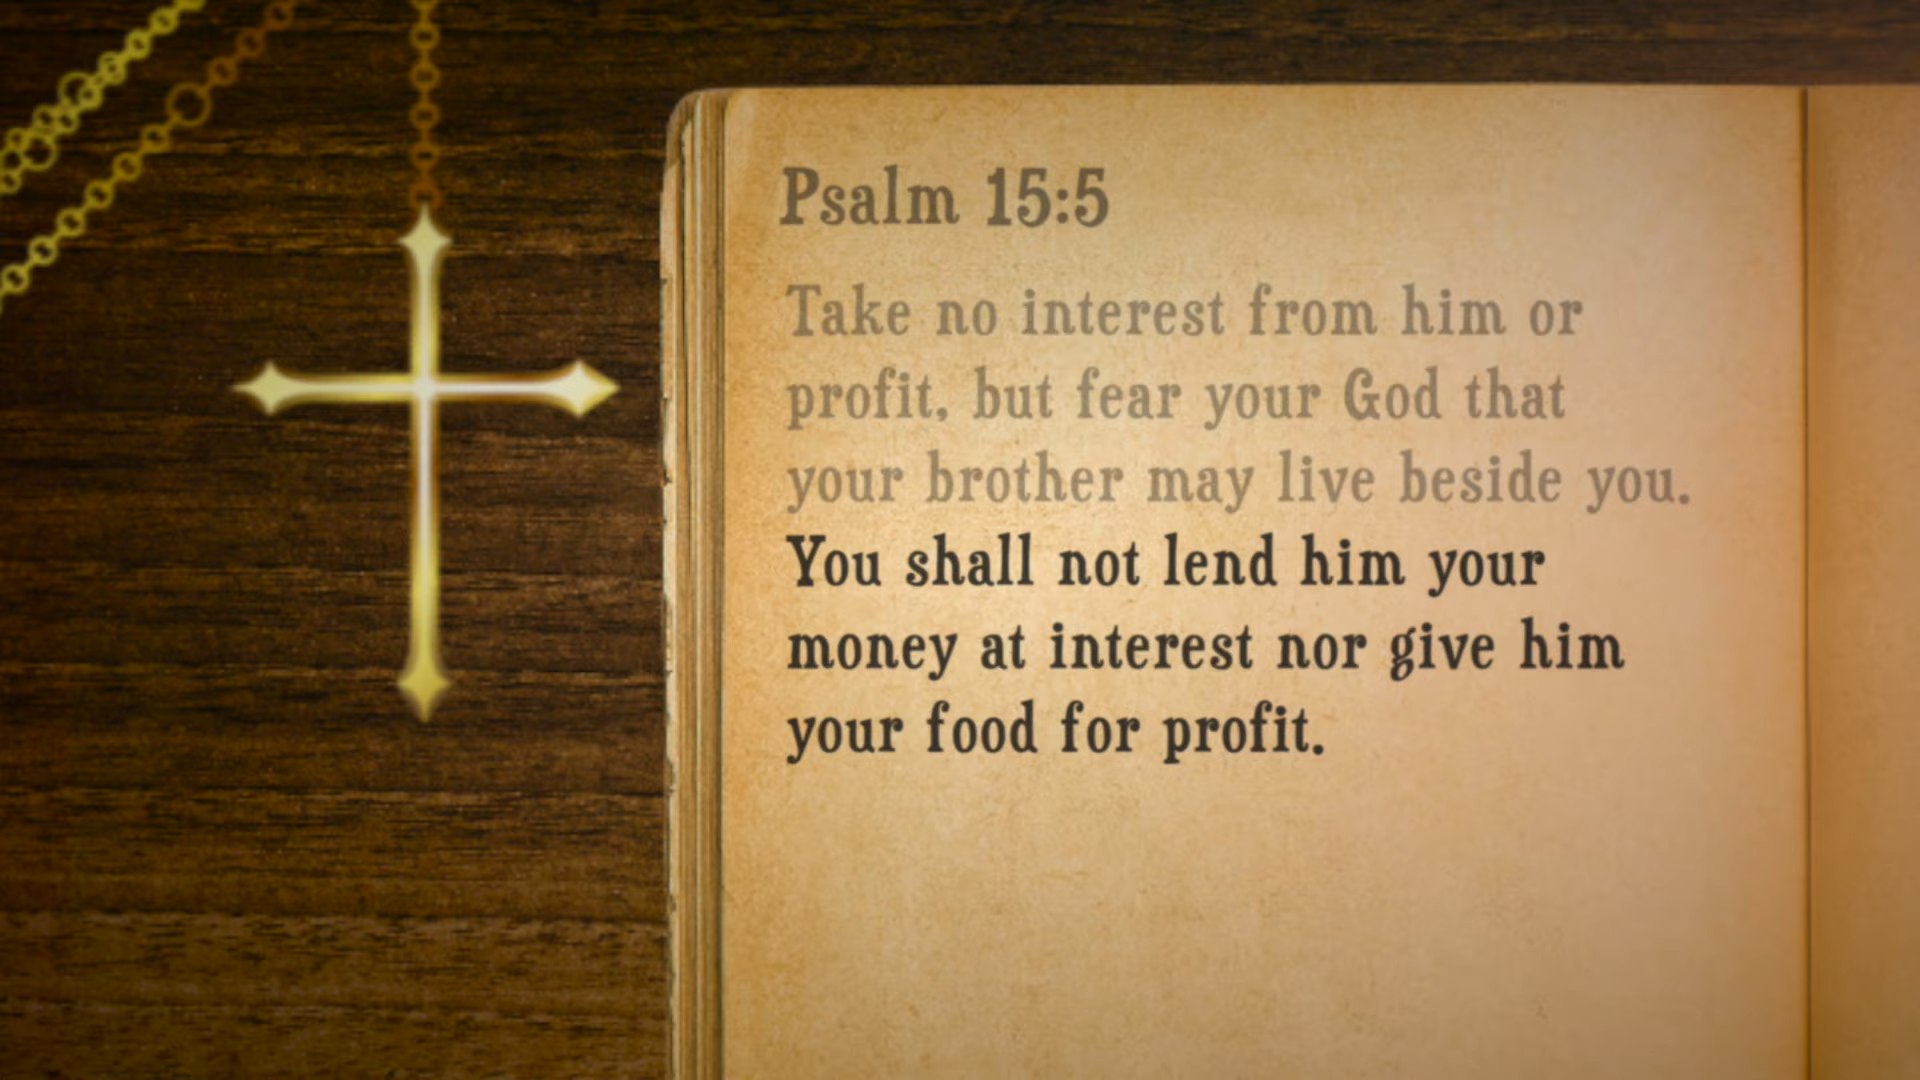 Psalm 15:5
Take no interest from him or
profit, but fear your God that
your brother may live beside you.
You shall not lend him your
money at interest nor give him
your food for profit.